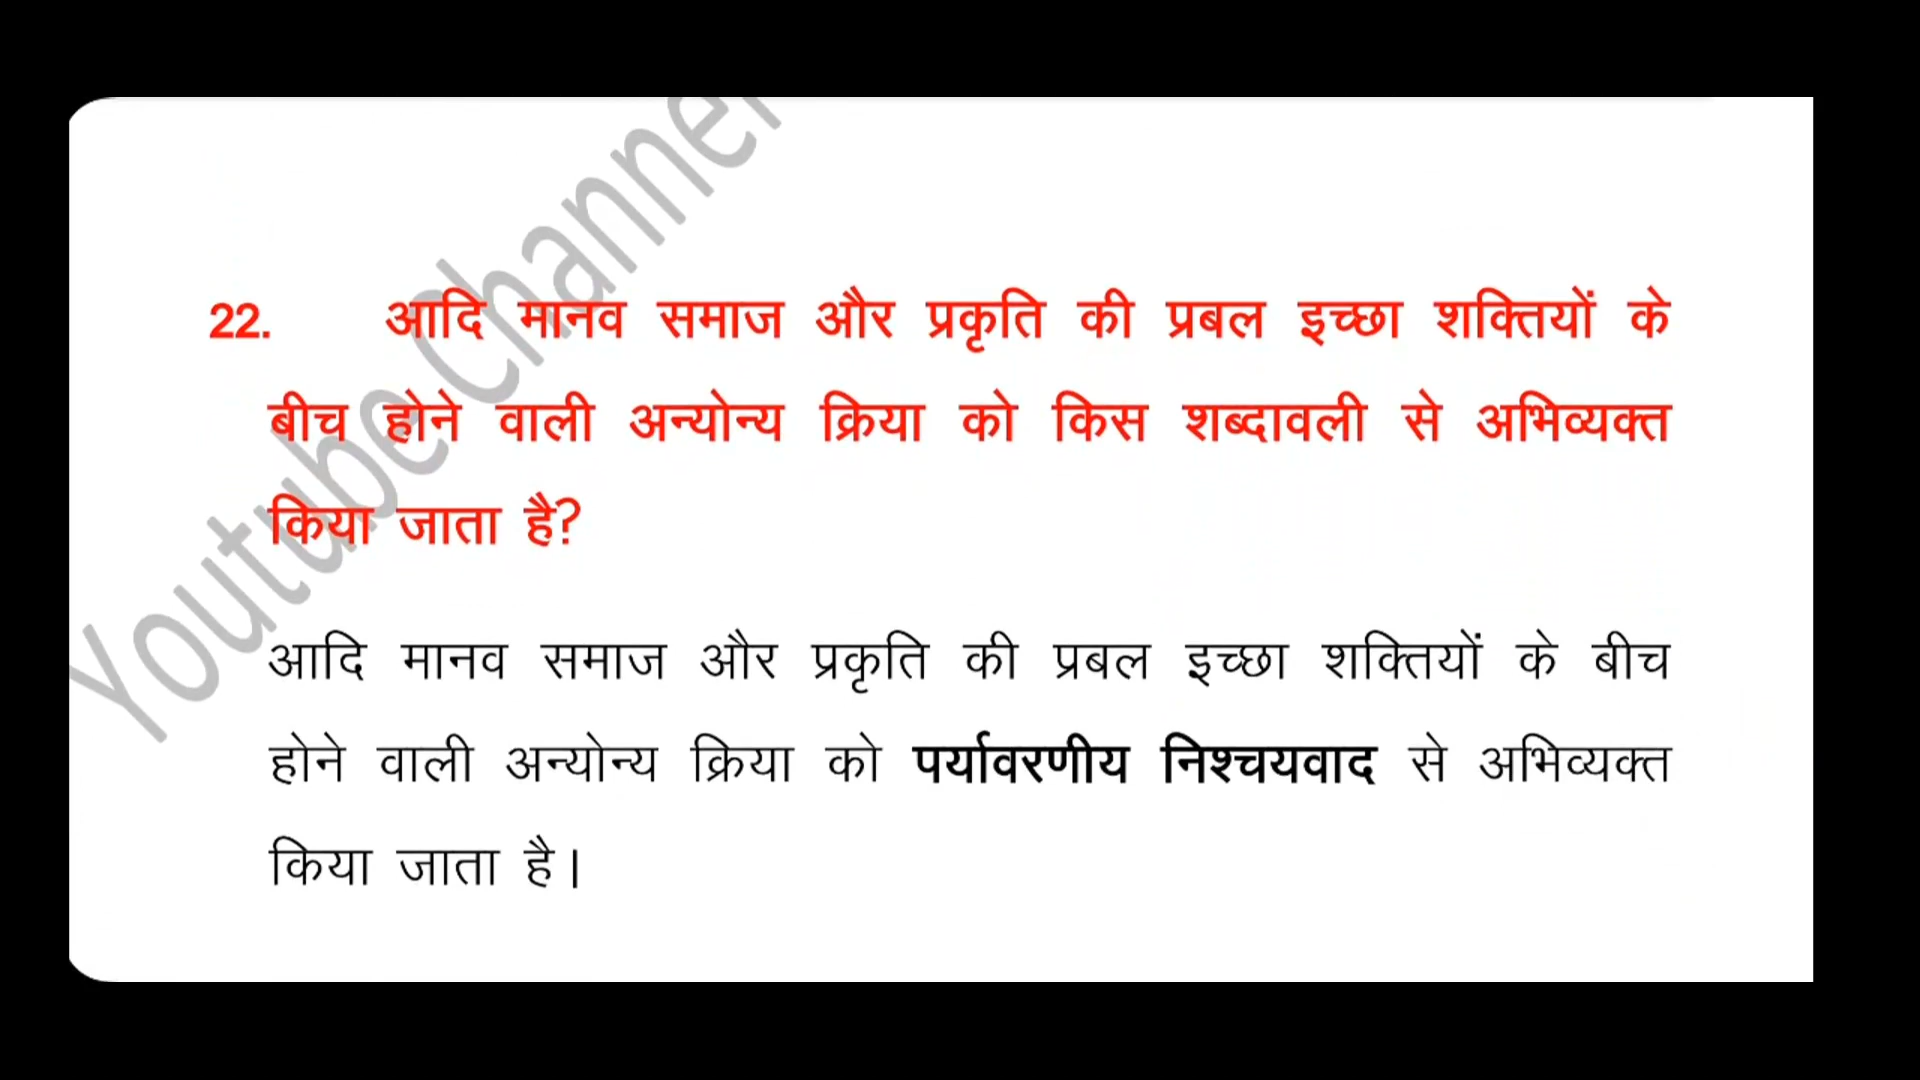 Youtube Channel
22. आदि मानव समाज और प्रकृति की प्रबल इच्छा शक्तियों के
बीच होने वाली अन्योन्य क्रिया को किस शब्दावली से अभिव्यक्त
किया जाता है?
आदि मानव समाज और प्रकृति की प्रबल इच्छा शक्तियों के बीच
होने वाली अन्योन्य क्रिया को पर्यावरणीय निश्चयवाद से अभिव्यक्त
किया जाता है।